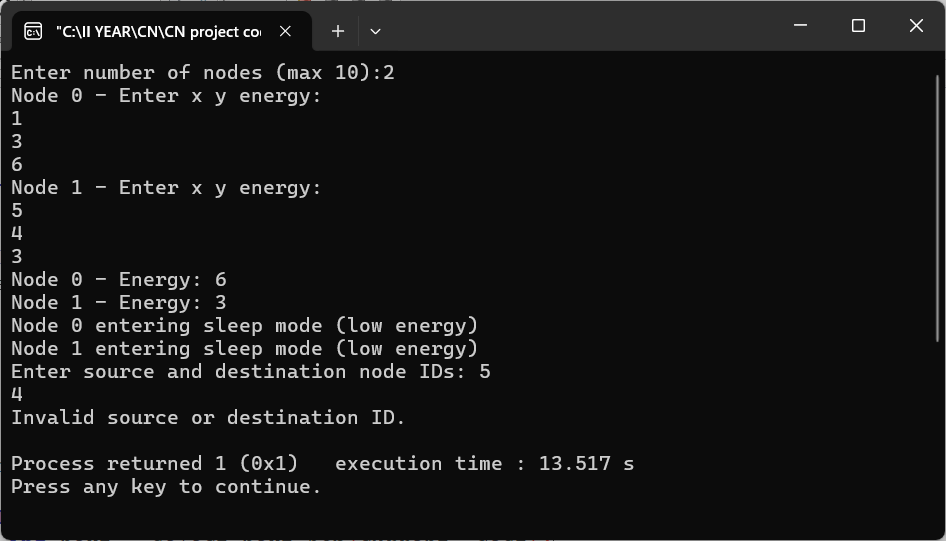 "C:\II YEAR\CN\CN project co
Enter number of nodes (max 10):2
Node 0 - Enter x y energy:
1
3
6
Node 1 - Enter x y energy:
5
4
3
Node 0 - Energy: 6
Node 1 - Energy: 3
Node 0 entering sleep mode (low energy)
Node 1 entering sleep mode (low energy)
Enter source and destination node IDs: 5
4
Invalid source or destination ID.
Process returned 1 (0x1)   execution time : 13.517 s
Press any key to continue.